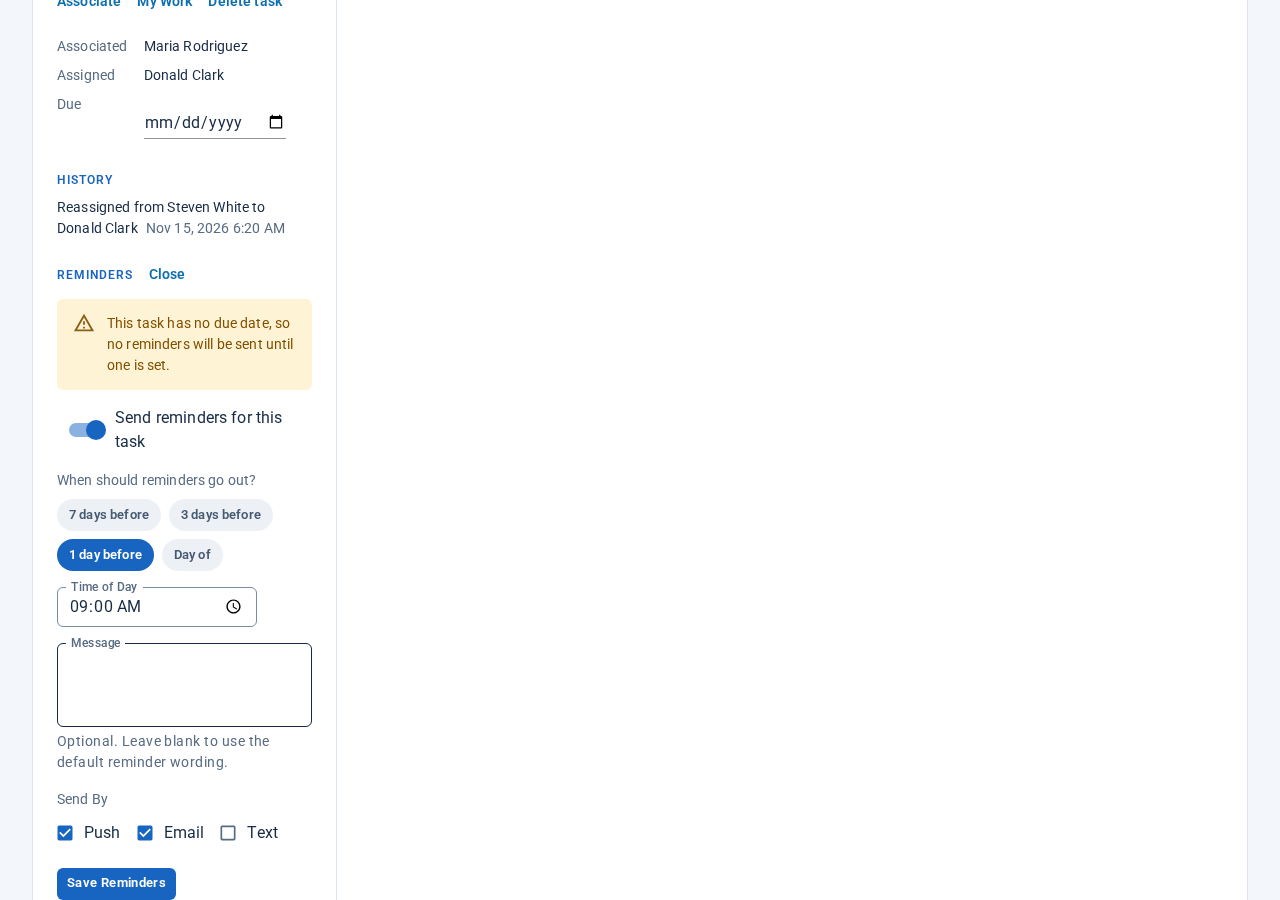 Associate My Work Delete task
Associated Maria Rodriguez
Assigned Donald Clark
Due
mm/dd/yyyy
HISTORY
Reassigned from Steven White to
Donald Clark Nov 15, 2026 6:20 AM
REMINDERS Close
This task has no due date, so
no reminders will be sent until
one is set.
Send reminders for this
task
When should reminders go out?
7 days before 3 days before
1 day before Day of
Time of Day
09:00 AM
Message
Optional. Leave blank to use the
default reminder wording.
Send By
Push Email Text
Save Reminders